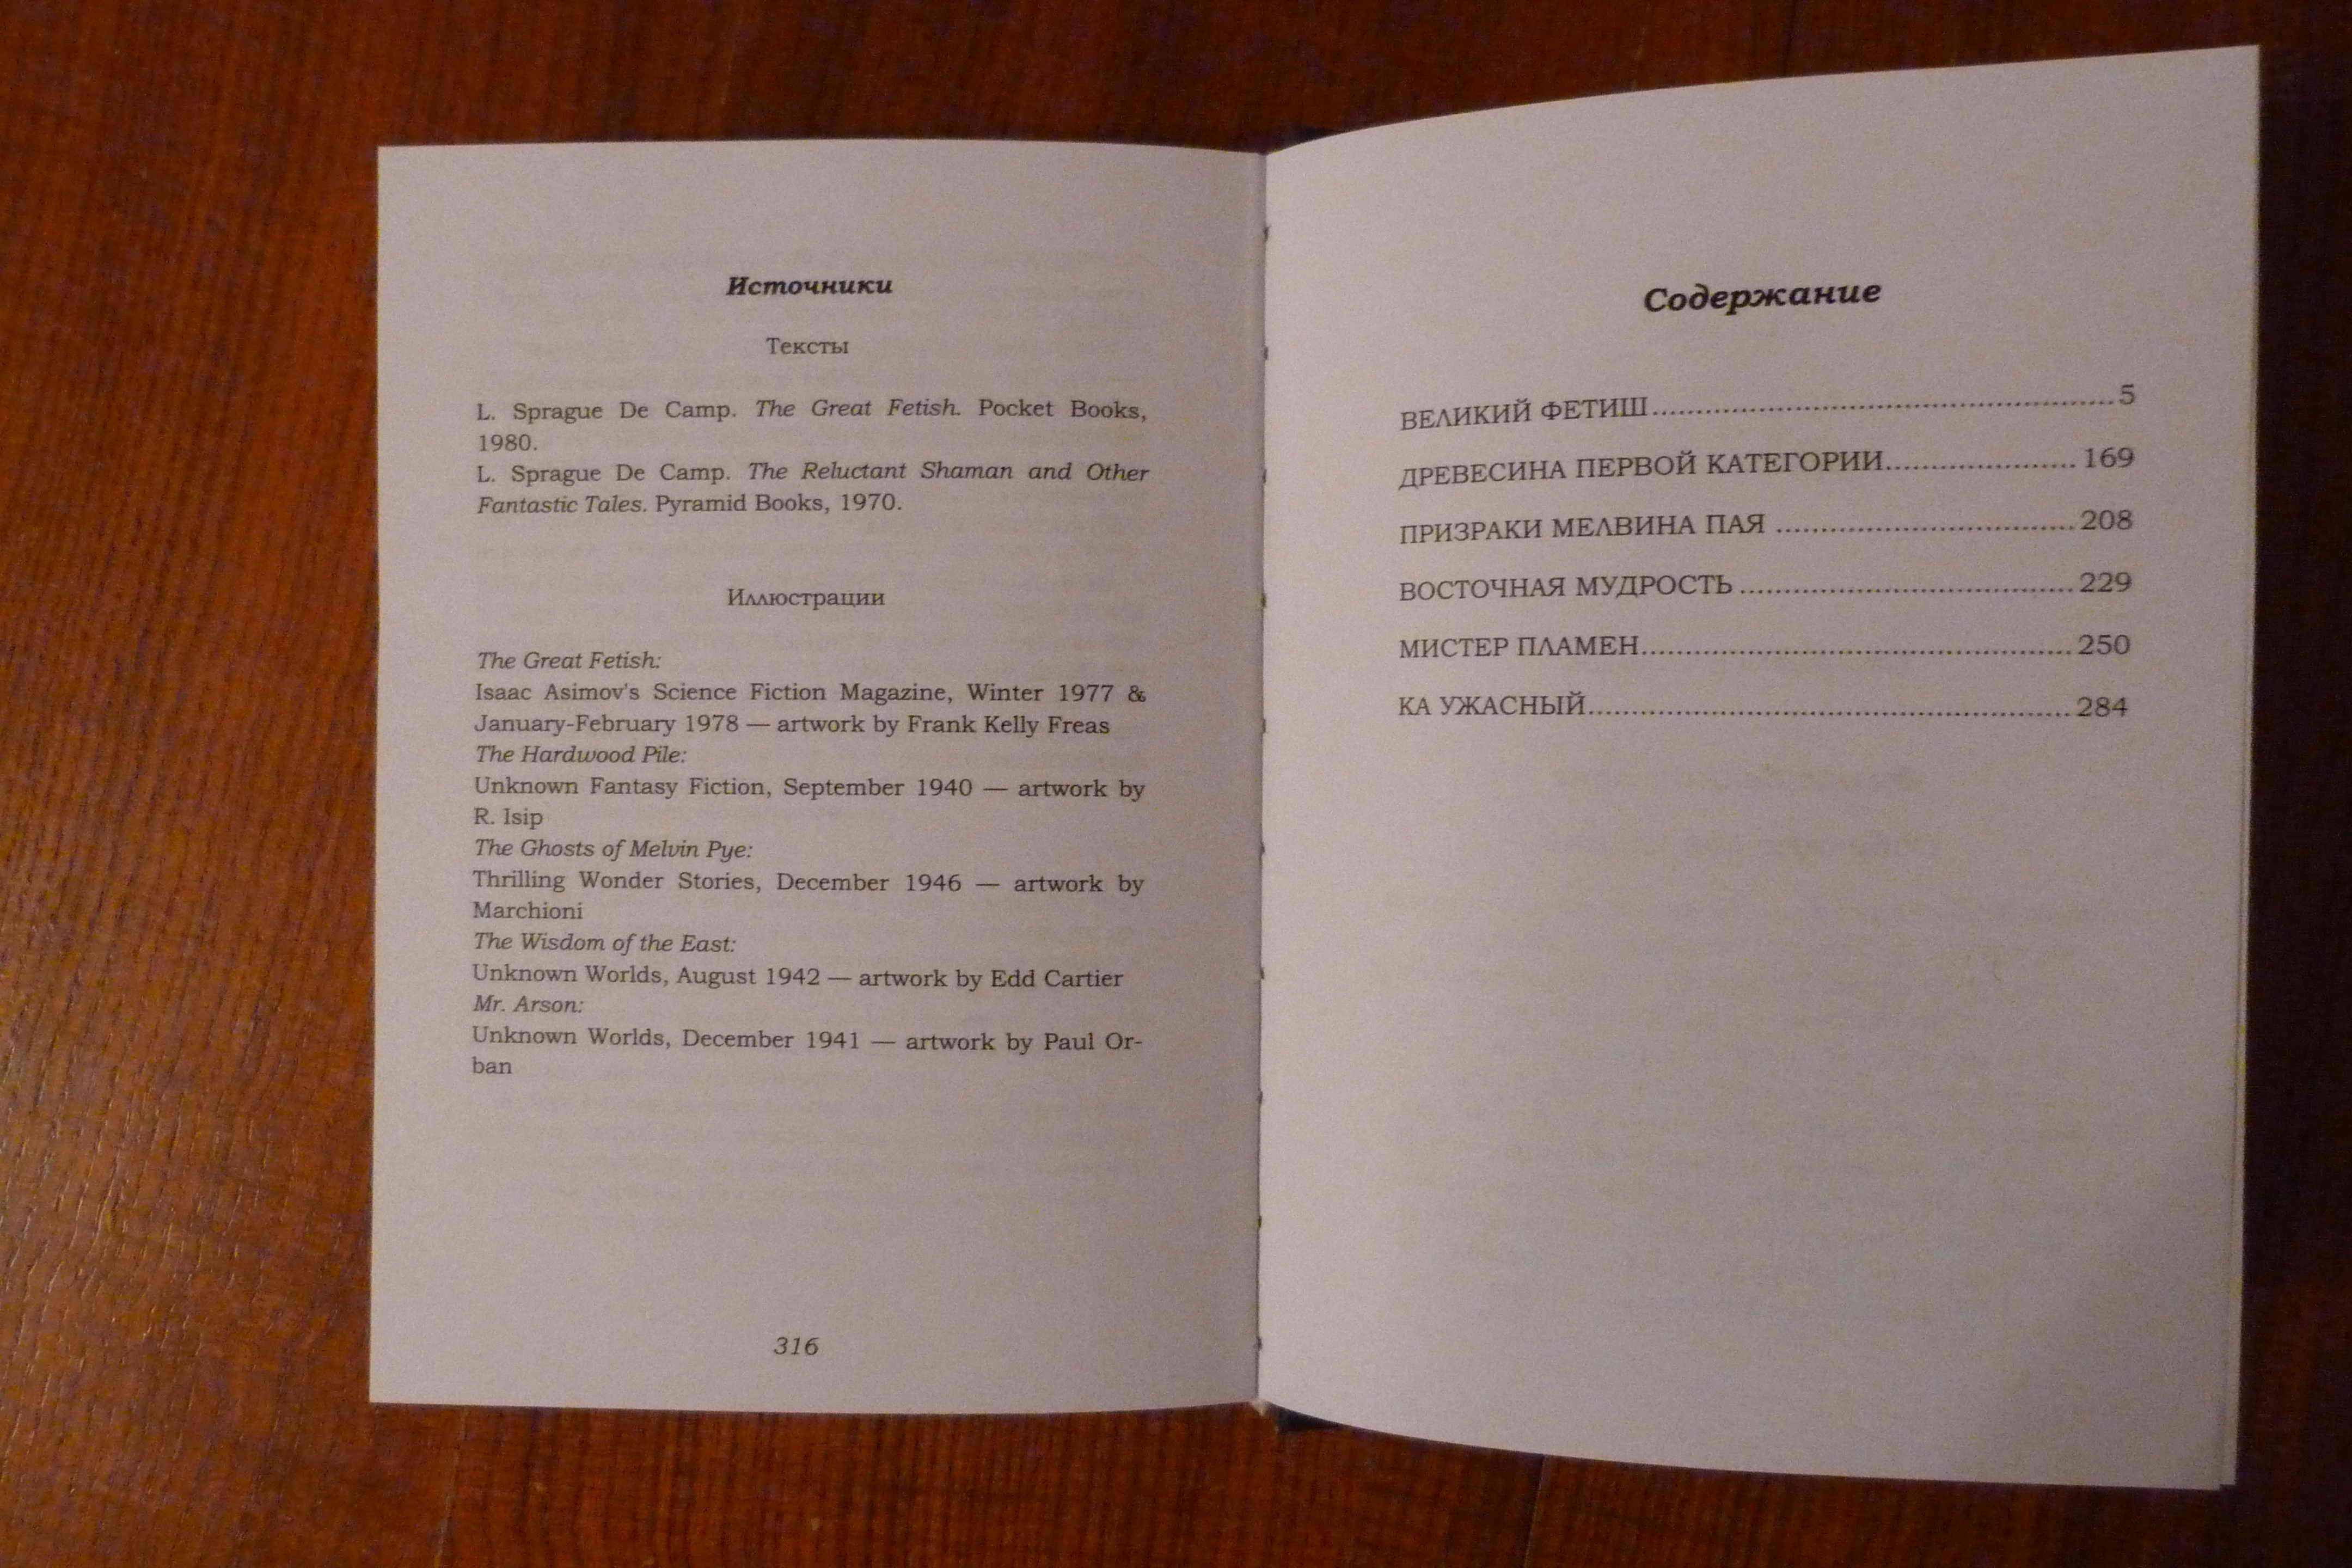 Источники
Тексты
L. Sprague De Camp. The Great Fetish. Pocket Books,
1980.
L. Sprague De Camp. The Reluctant Shaman and Other
Fantastic Tales. Pyramid Books, 1970.
Иллюстрации
The Great Fetish:
Isaac Asimov's Science Fiction Magazine, Winter 1977 &
January-February 1978 — artwork by Frank Kelly Freas
The Hardwood Pile:
Unknown Fantasy Fiction, September 1940 — artwork by
R. Isip
The Ghosts of Melvin Pye:
Thrilling Wonder Stories, December 1946 — artwork by
Marchioni
The Wisdom of the East:
Unknown Worlds, August 1942 — artwork by Edd Cartier
Mr. Arson:
Unknown Worlds, December 1941 — artwork by Paul Or-
ban
316
Содержание
ВЕЛИКИЙ ФЕТИШ....................5
ДРЕВЕСИНА ПЕРВОЙ КАТЕГОРИИ.................... 169
ПРИЗРАКИ МЕЛВИНА ПАЯ ....................208
ВОСТОЧНАЯ МУДРОСТЬ ....................229
МИСТЕР ПЛАМЕН....................250
КА УЖАСНЫЙ....................284